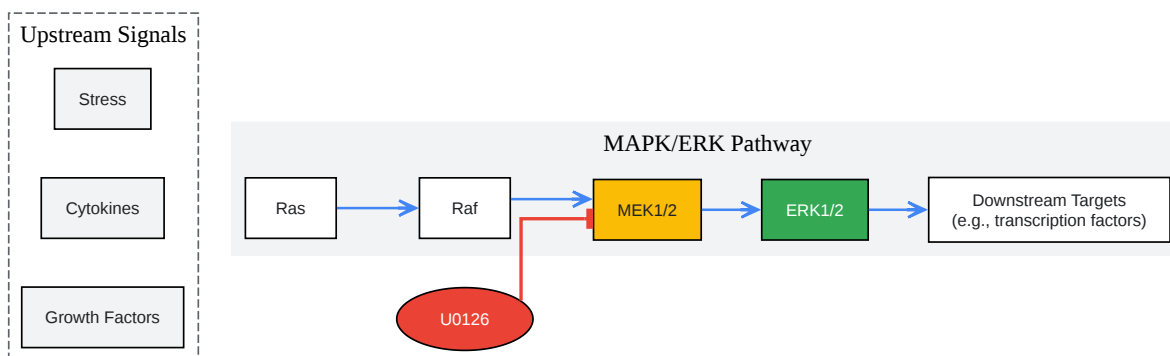 Upstream Signals
Stress
Cytokines
Growth Factors
MAPK/ERK Pathway
Ras
Raf
MEK1/2
ERK1/2
Downstream Targets
(e.g., transcription factors)
U0126